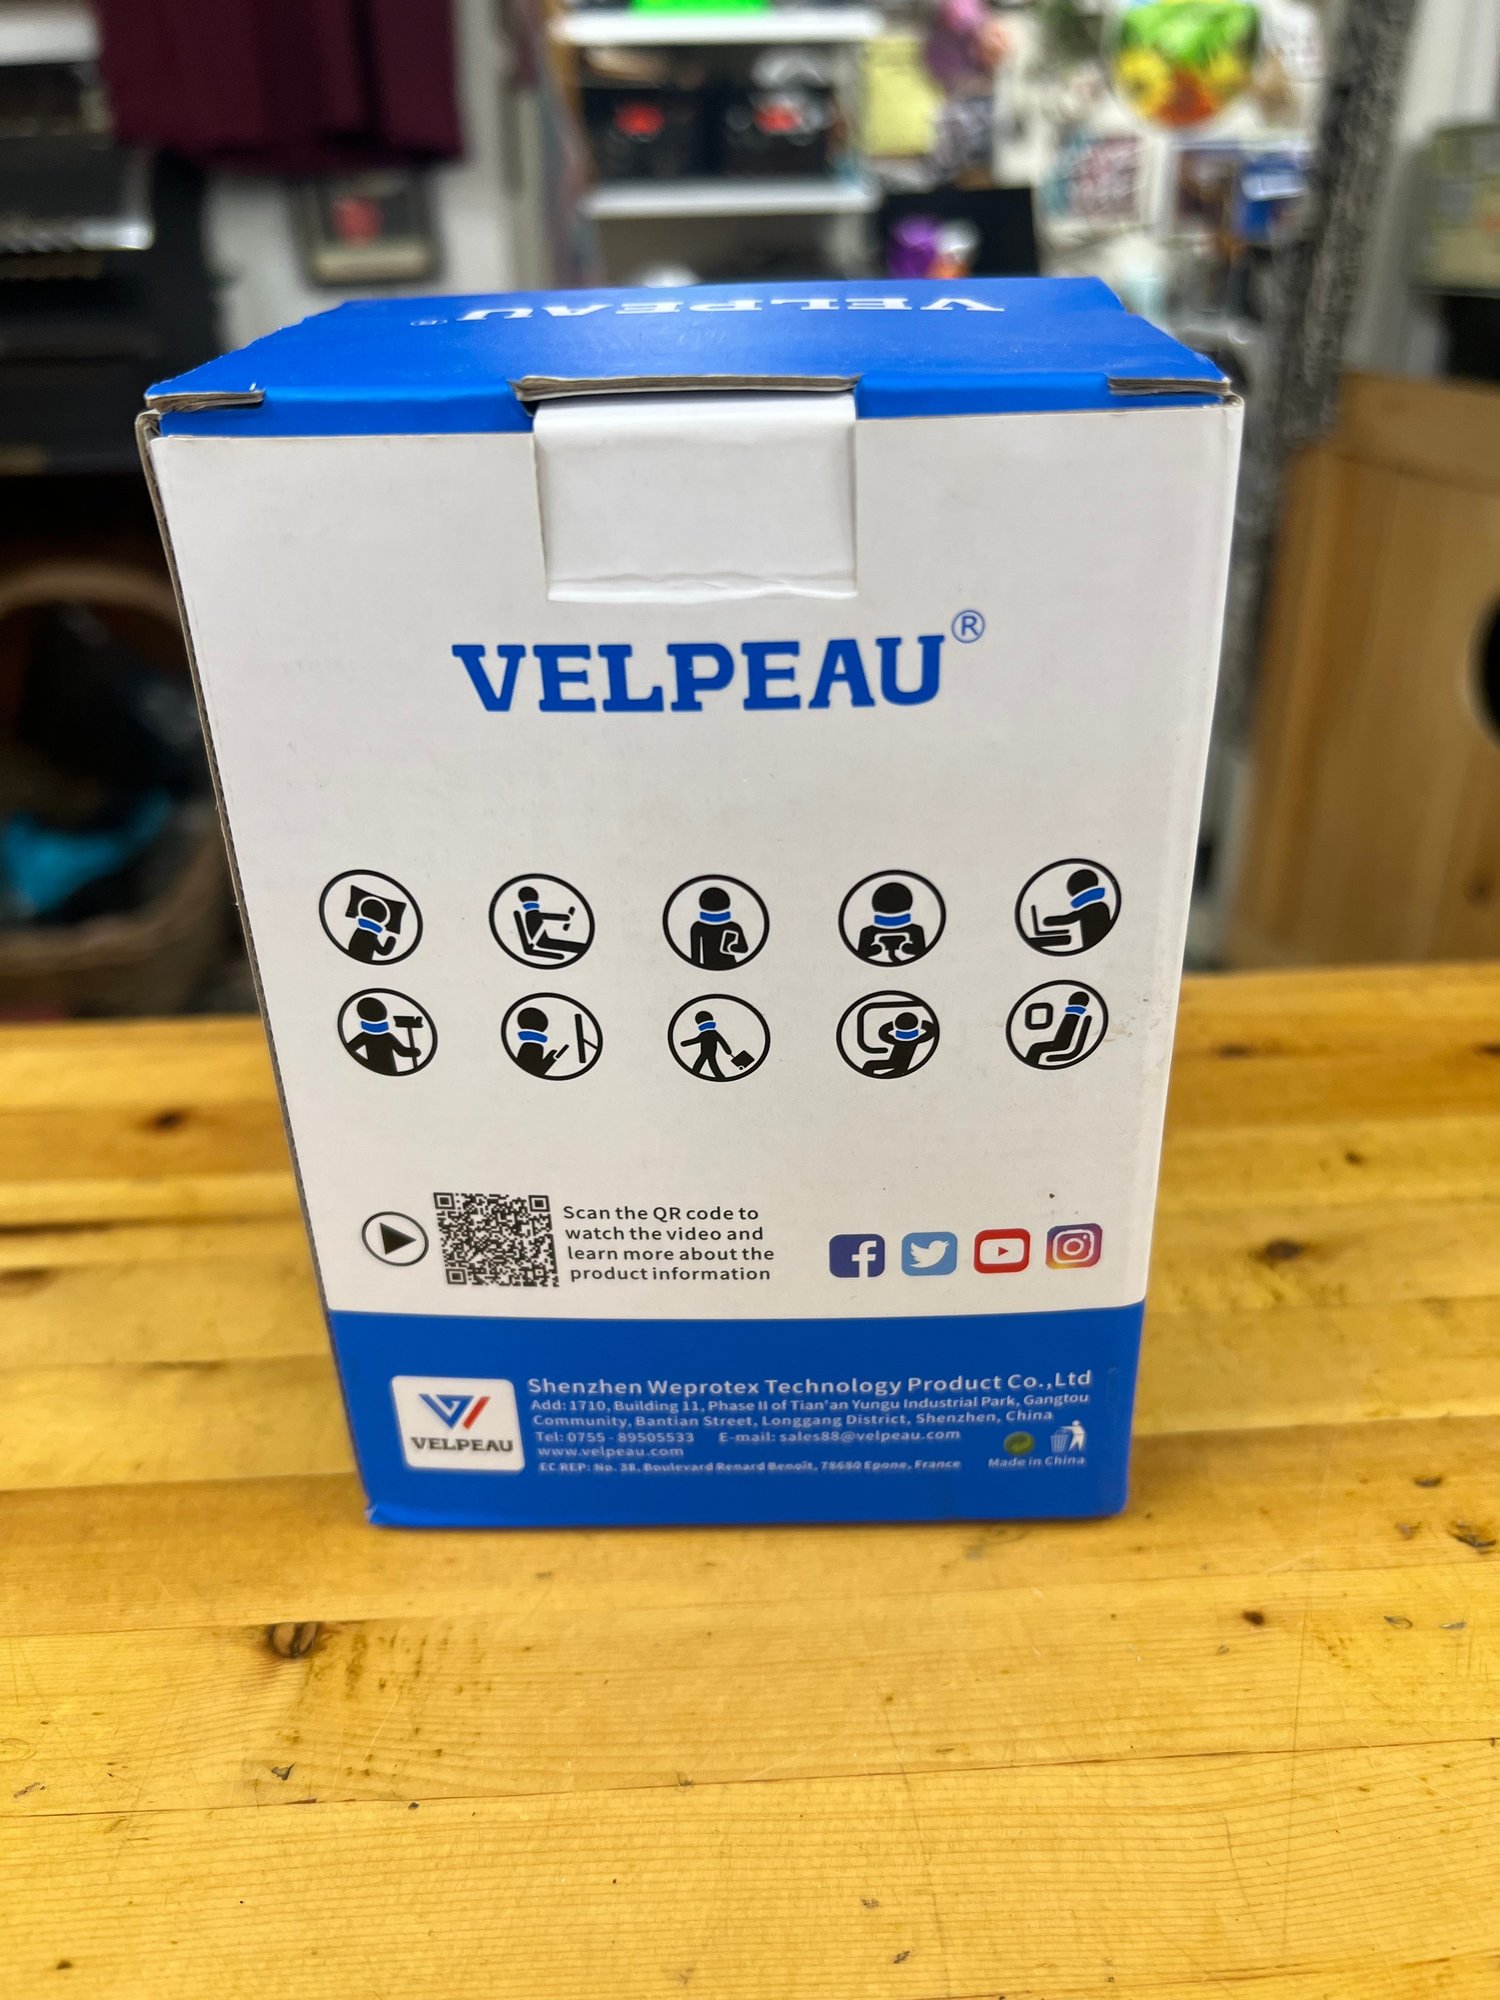 VELPEAU®
VELPEAU®
Scan the QR code to
watch the video and
learn more about the
product information
VELPEAU
Shenzhen Weprotex Technology Product Co.,Ltd
Add: 1710, Building 11, Phase II of Tian'an Yungu Industrial Park, Gangtou
Community, Bantian Street, Longgang District, Shenzhen, China
Tel: 0755 - 89505533 E-mail: sales88@velpeau.com
www.velpeau.com
EC REP: No. 38, Boulevard Renard Benoît, 78680 Epone, France
Made in China